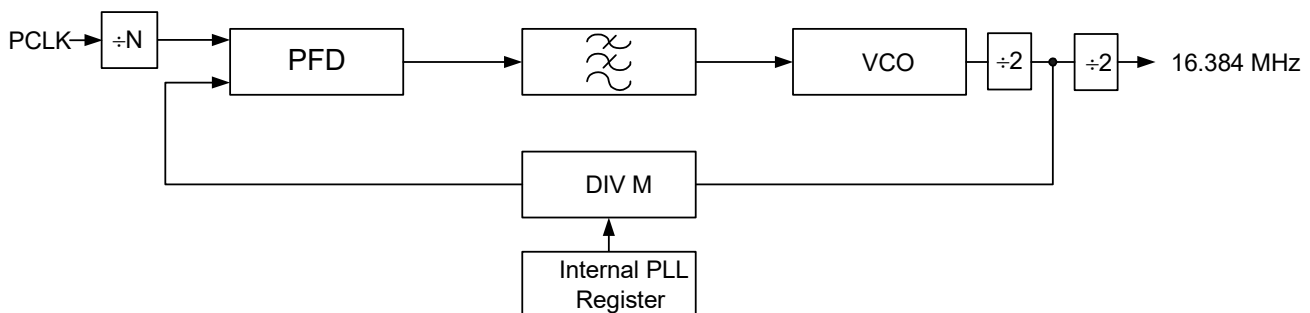 PCLK
÷N
PFD
VCO
÷2
÷2
16.384 MHz
DIV M
Internal PLL
Register